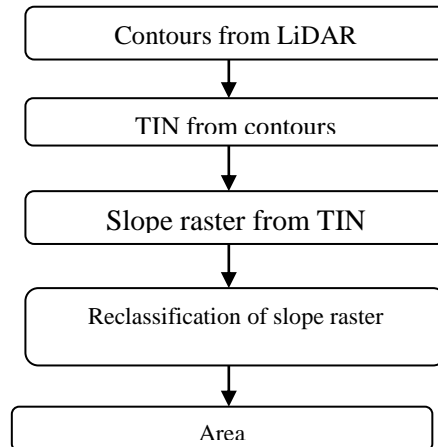 Contours from LiDAR
TIN from contours
Slope raster from TIN
Reclassification of slope raster
Area